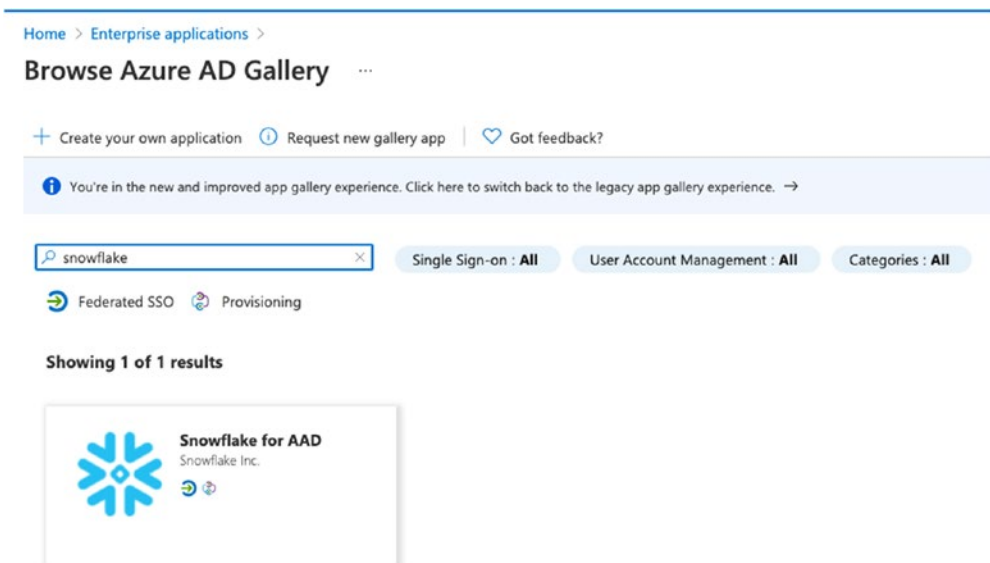 Home > Enterprise applications >
Browse Azure AD Gallery ...
+ Create your own application Request new gallery app Got feedback?
You're in the new and improved app gallery experience. Click here to switch back to the legacy app gallery experience. →
snowflake × Single Sign-on : All User Account Management : All Categories : All
Federated SSO Provisioning
Showing 1 of 1 results
Snowflake for AAD
Snowflake Inc.